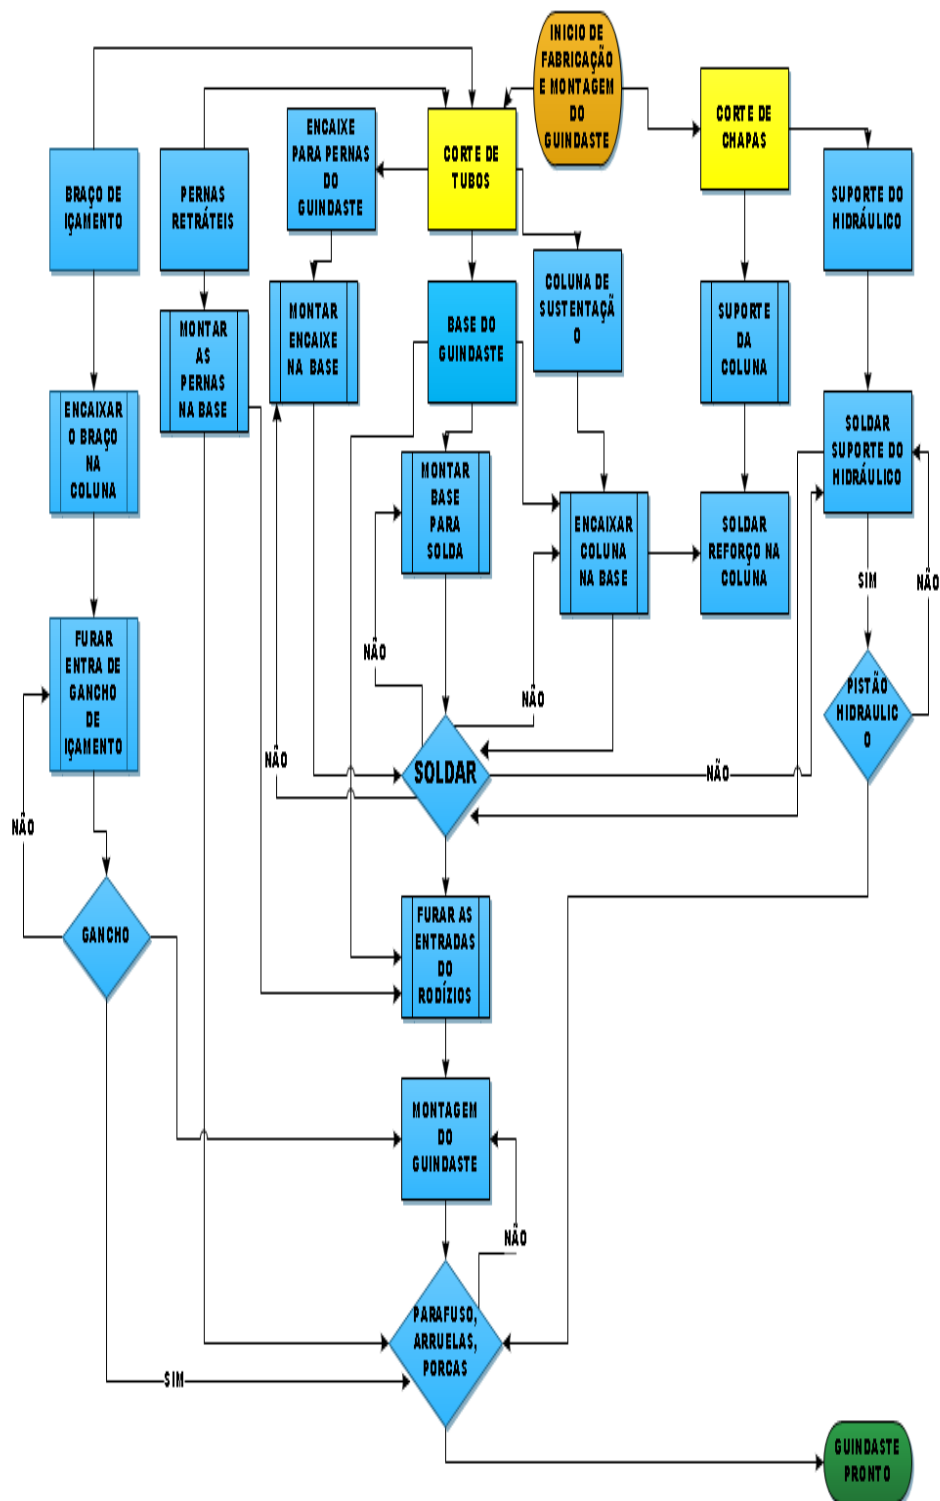 INICIO DE
FABRICAÇÃO
E MONTAGEM
DO
GUINDASTE
CORTE DE
CHAPAS
ENCAIXE
PARA PERNAS
DO
GUINDASTE
CORTE DE
TUBOS
BRAÇO DE
IÇAMENTO
PERNAS
RETRÁTEIS
SUPORTE DO
HIDRÁULICO
COLUNA DE
SUSTENTAÇÃ
O
MONTAR
AS
PERNAS
NA BASE
MONTAR
ENCAIXE
NA BASE
BASE DO
GUINDASTE
SUPORTE
DA
COLUNA
ENCAIXAR
O BRAÇO
NA
COLUNA
SOLDAR
SUPORTE DO
HIDRÁULICO
MONTAR
BASE
PARA
SOLDA
ENCAIXAR
COLUNA
NA BASE
SOLDAR
REFORÇO NA
COLUNA
SIM
NÃO
FURAR
ENTRA DE
GANCHO
DE
IÇAMENTO
NÃO
NÃO
PISTÃO
HIDRAULIC
O
NÃO
SOLDAR
NÃO
NÃO
GANCHO
FURAR AS
ENTRADAS
DO
RODÍZIOS
MONTAGEM
DO
GUINDASTE
NÃO
PARAFUSO,
ARRUELAS,
PORCAS
SIM
GUINDASTE
PRONTO